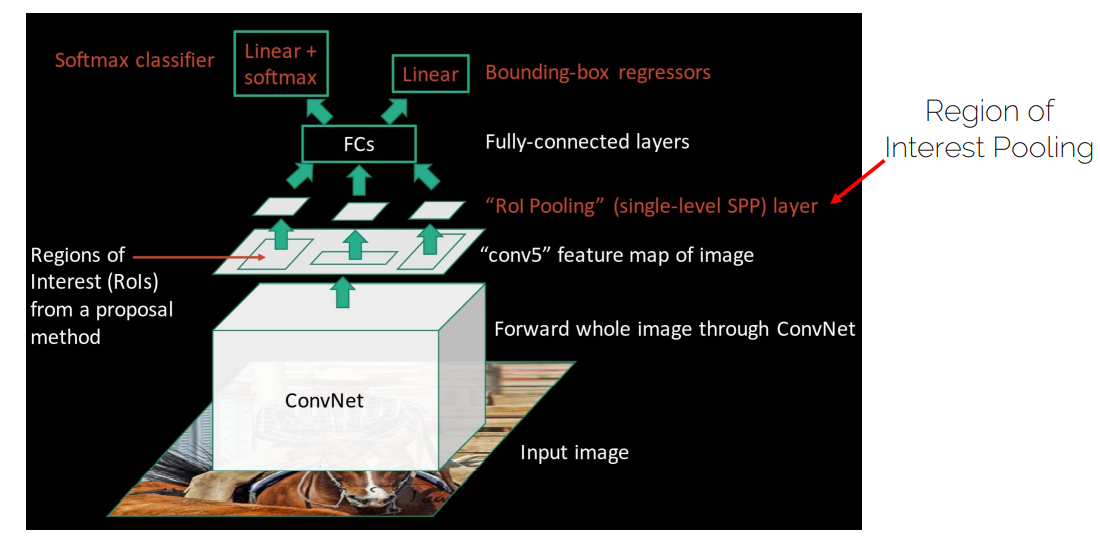 Softmax classifier
Linear +
softmax
Linear
Bounding-box regressors
Region of
Interest Pooling
FCs
Fully-connected layers
“RoI Pooling” (single-level SPP) layer
Regions of
Interest (RoIs)
from a proposal
method
“conv5” feature map of image
Forward whole image through ConvNet
ConvNet
Input image